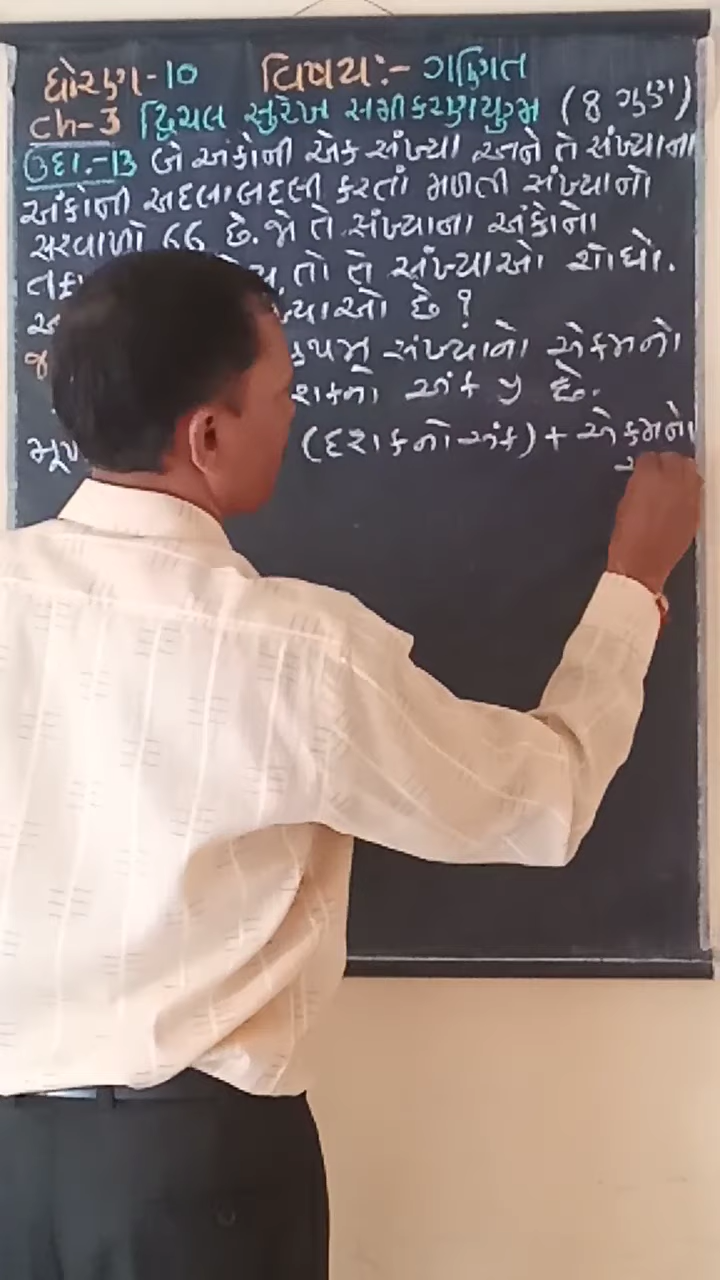 ધોરણ-10 વિષય:- ગણિત
Ch-3 દ્વિચલ સુરેખ સમીકરણયુગ્મ (8 ગુણ)
ઉદા.-13 બે અંકોની એક સંખ્યા અને તે સંખ્યાના
અંકોની અદલાબદલી કરતાં મળતી સંખ્યાનો
સરવાળો 66 છે. જો તે સંખ્યાના અંકોનો
તો તે સંખ્યાઓ શોધો.
છે ?
પ્રથમ સંખ્યાનો એકમનો
અંક y છે.
(દશકનો અંક) + એકમનો